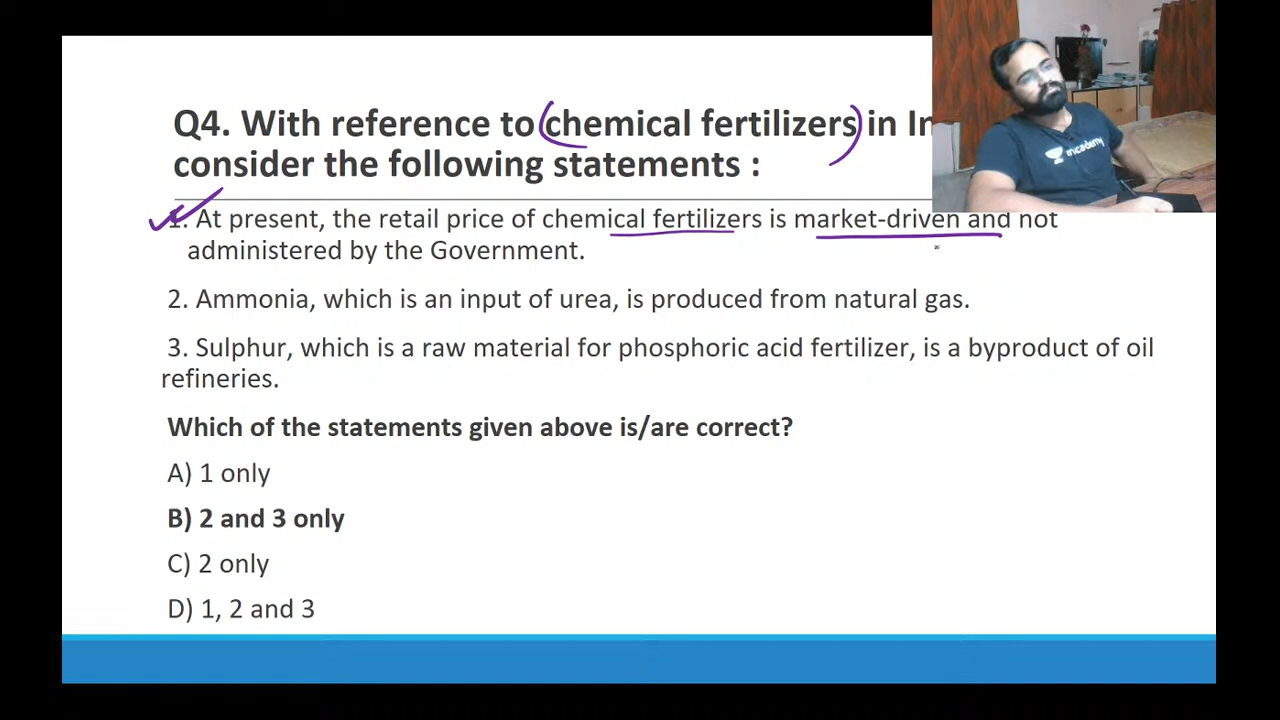 Q4. With reference to (chemical fertilizers) in
consider the following statements :
1. At present, the retail price of chemical fertilizers is market-driven and not
administered by the Government.
2. Ammonia, which is an input of urea, is produced from natural gas.
3. Sulphur, which is a raw material for phosphoric acid fertilizer, is a byproduct of oil
refineries.
Which of the statements given above is/are correct?
A) 1 only
B) 2 and 3 only
C) 2 only
D) 1, 2 and 3